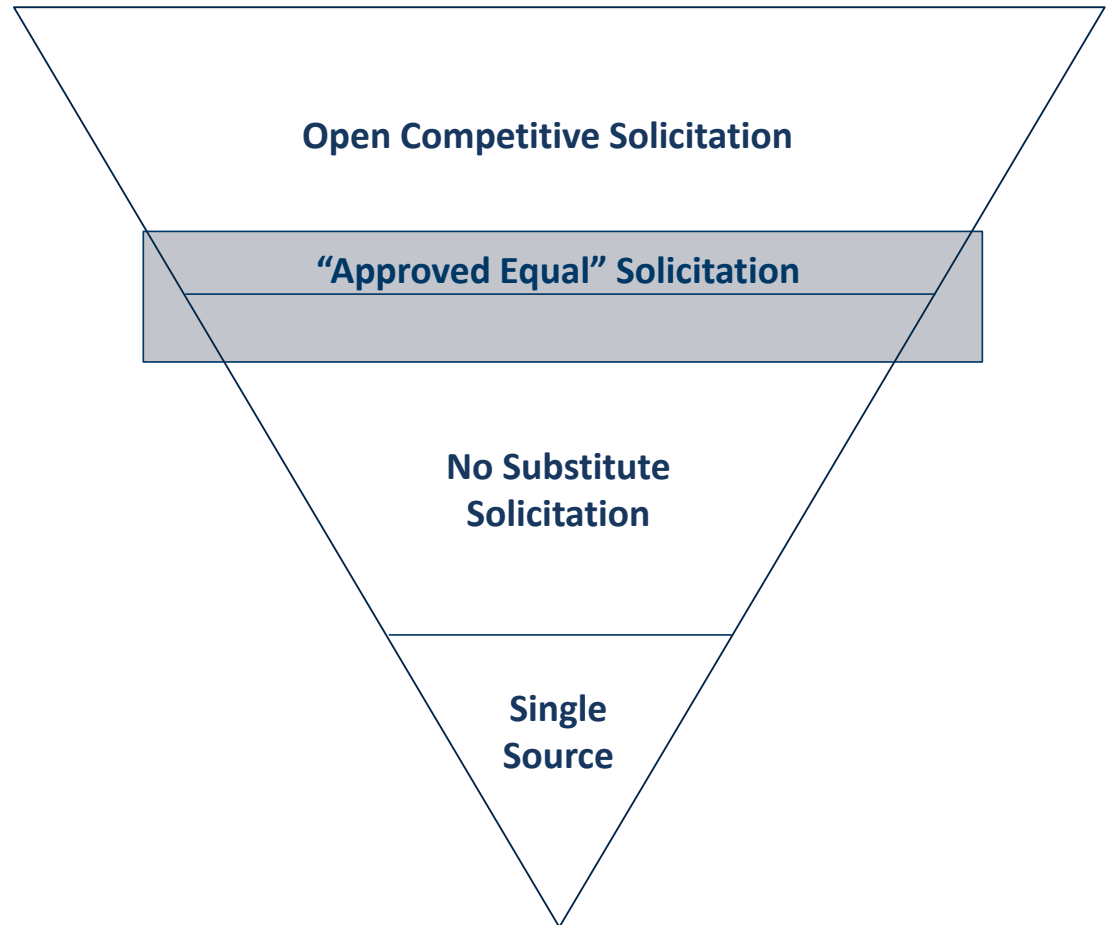 Open Competitive Solicitation
“Approved Equal” Solicitation
No Substitute
Solicitation
Single
Source